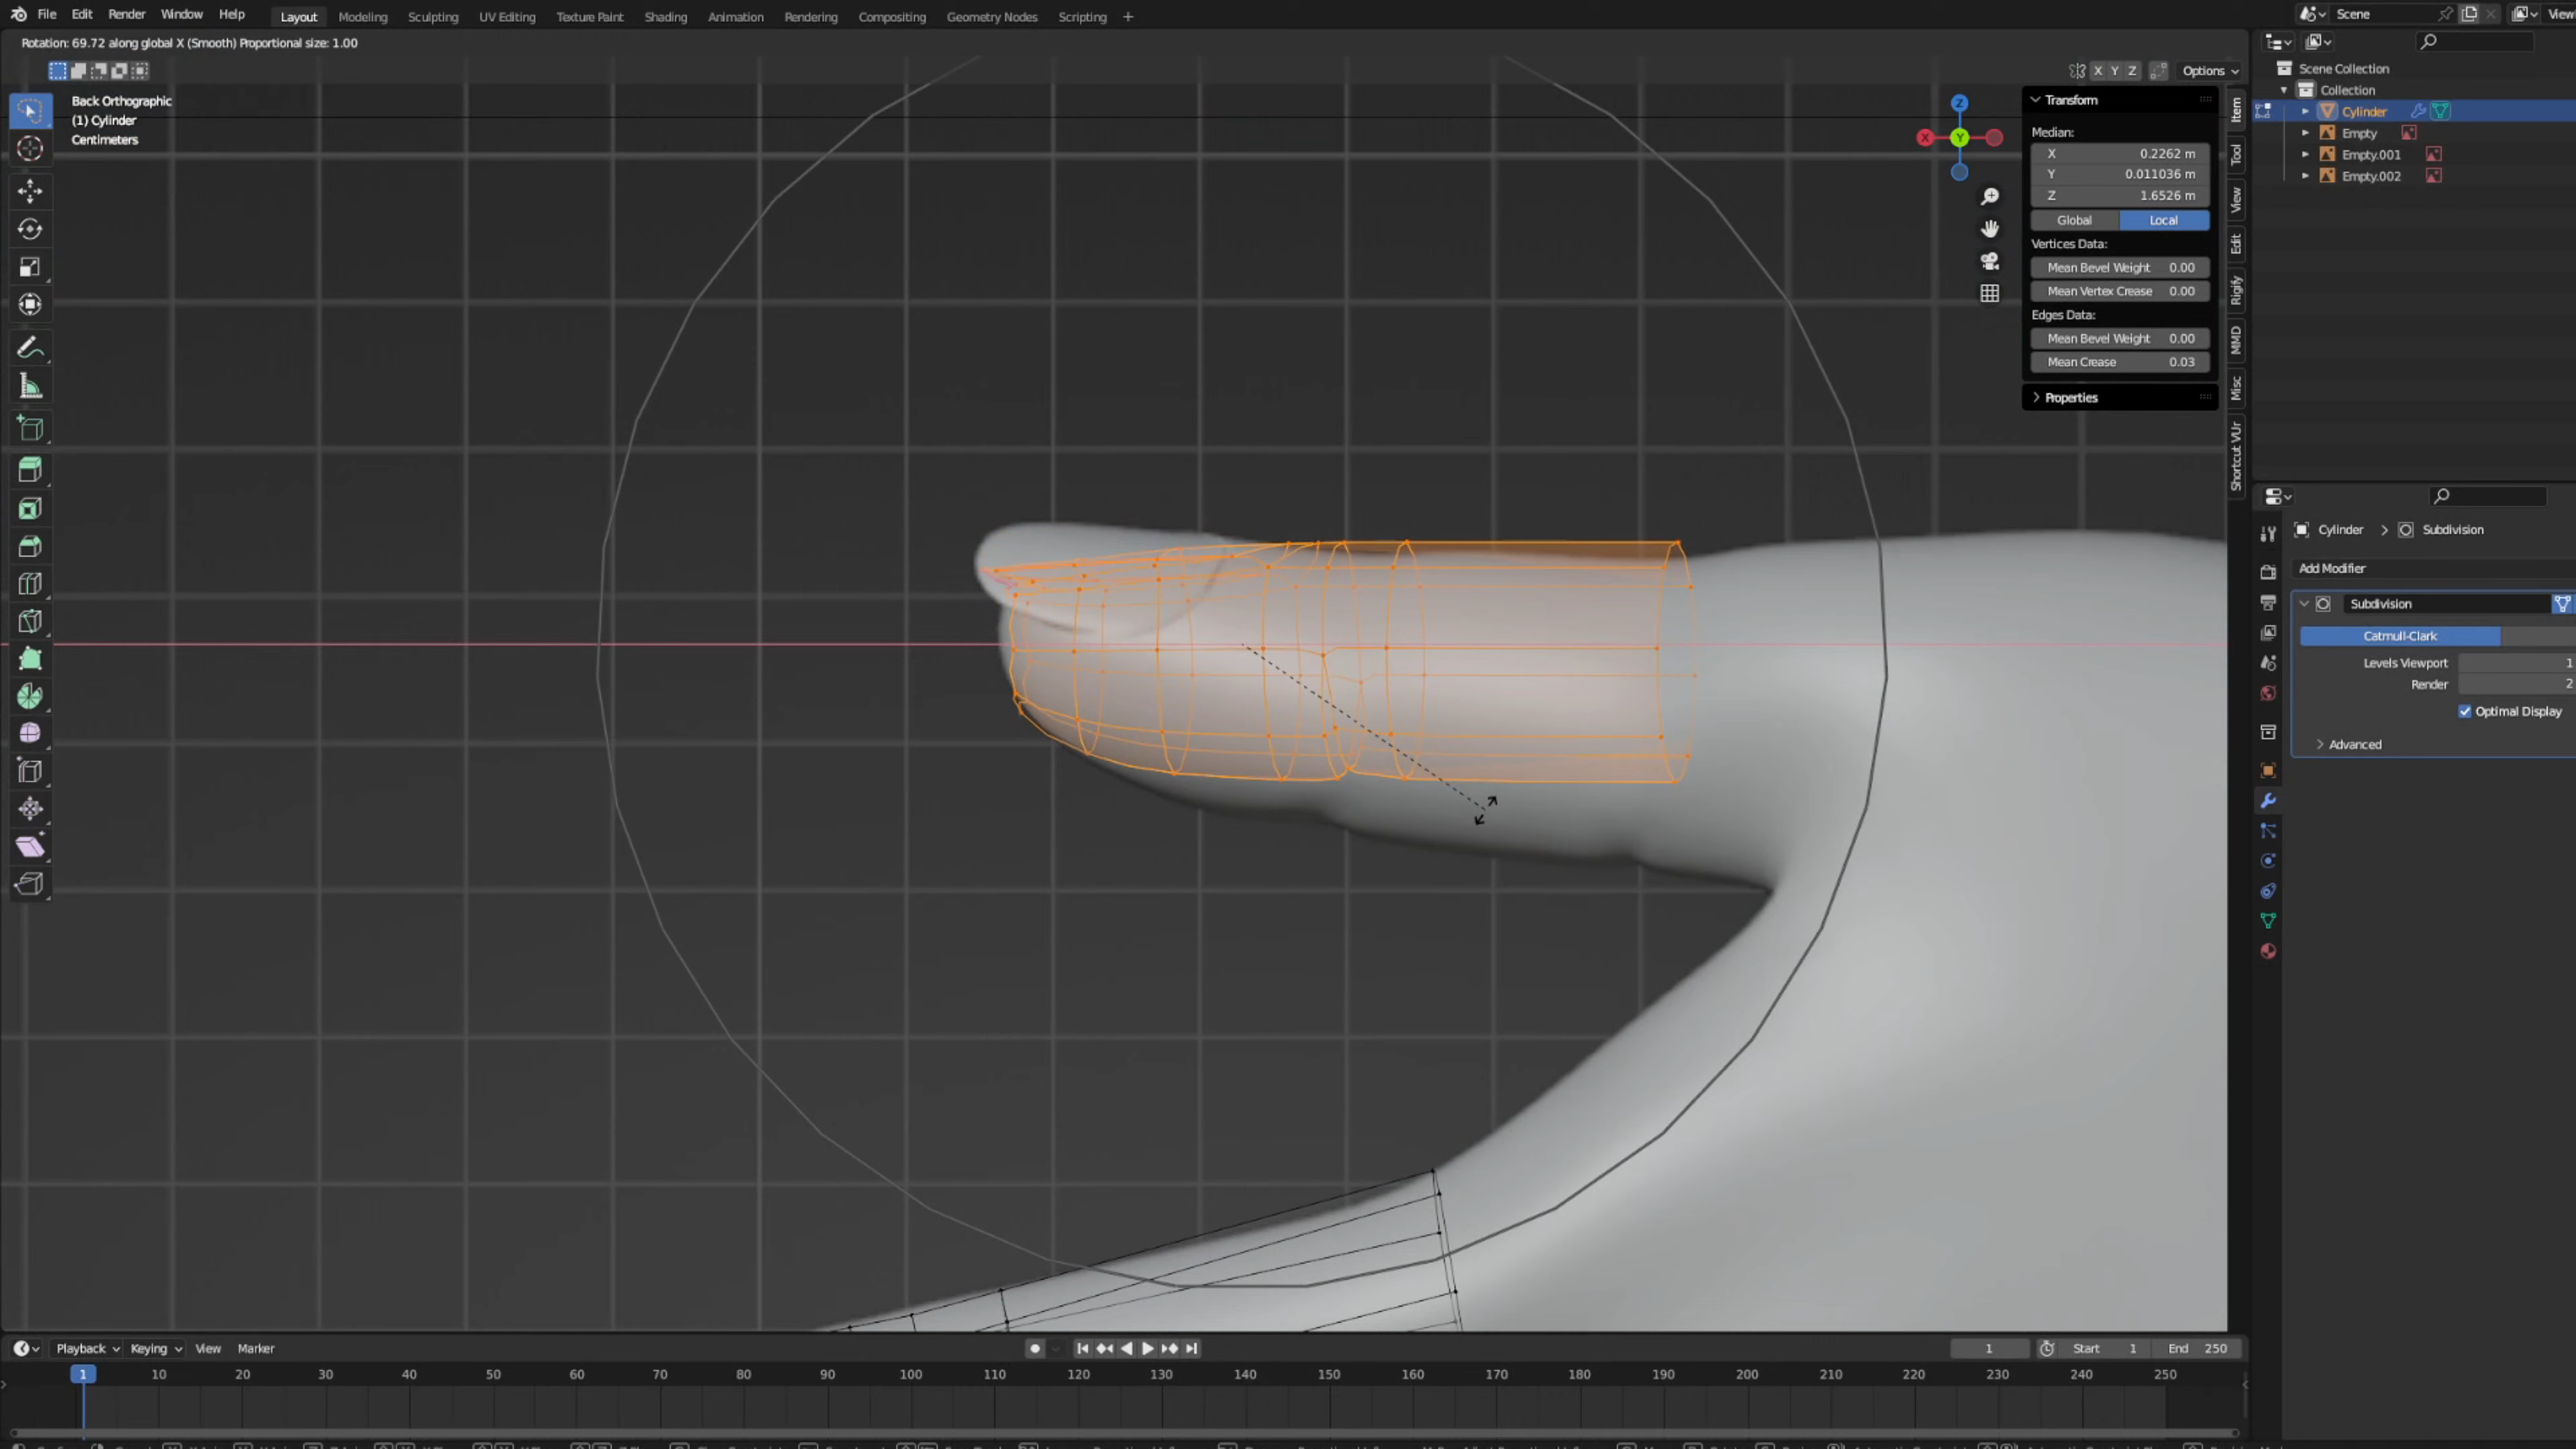 File Edit Render Window Help Layout Modeling Sculpting UV Editing Texture Paint Shading Animation Rendering Compositing Geometry Nodes Scripting + Scene
Rotation: 69.72 along global X (Smooth) Proportional size: 1.00
X Y Z Options
Back Orthographic
(1) Cylinder
Centimeters
Z
X Y
Transform
Median:
X 0.2262 m
Y 0.011036 m
Z 1.6526 m
Global Local
Vertices Data:
Mean Bevel Weight 0.00
Mean Vertex Crease 0.00
Edges Data:
Mean Bevel Weight 0.00
Mean Crease 0.03
Properties
Item
Tool
View
Edit
Rigify
MMD
Misc
Shortcut VUr
Scene Collection
Collection
Cylinder
Empty
Empty.001
Empty.002
Cylinder > Subdivision
Add Modifier
Subdivision
Catmull-Clark
Levels Viewport 1
Render 2
Optimal Display
Advanced
Playback Keying View Marker 1 Start 1 End 250
1 10 20 30 40 50 60 70 80 90 100 110 120 130 140 150 160 170 180 190 200 210 220 230 240 250